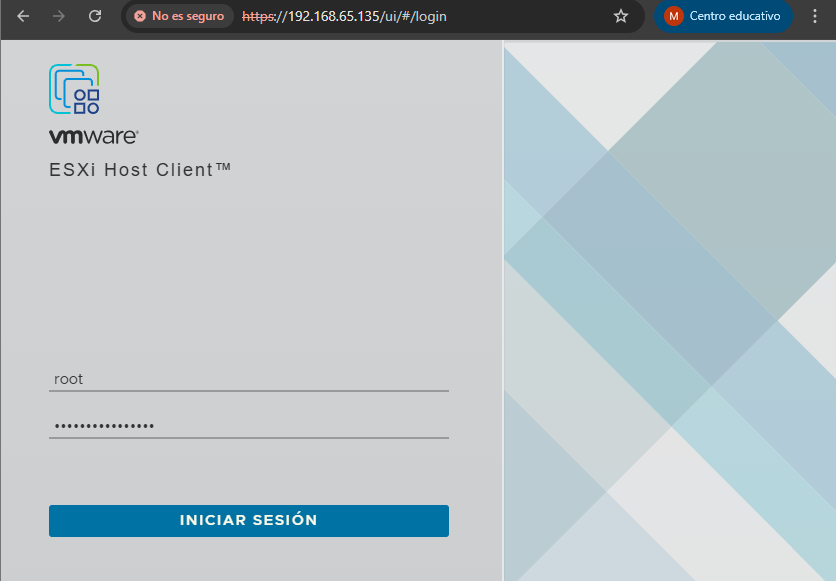 No es seguro https://192.168.65.135/ui/#/login M Centro educativo
vmware®
ESXi Host Client™
root
••••••••••••••••
INICIAR SESIÓN